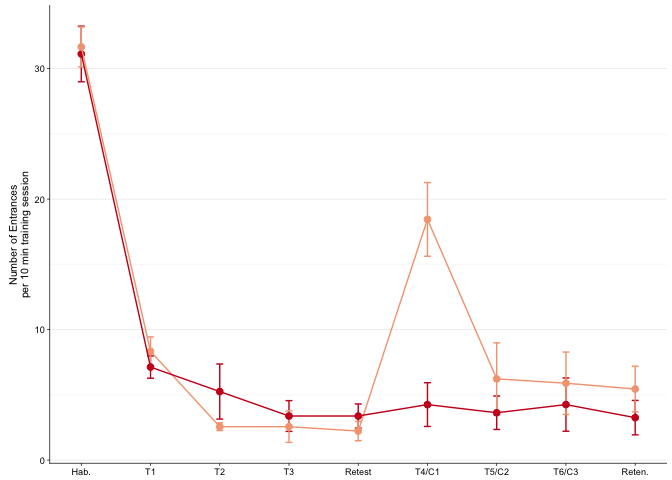 Number of Entrances
per 10 min training session
30
20
10
0
Hab. T1 T2 T3 Retest T4/C1 T5/C2 T6/C3 Reten.